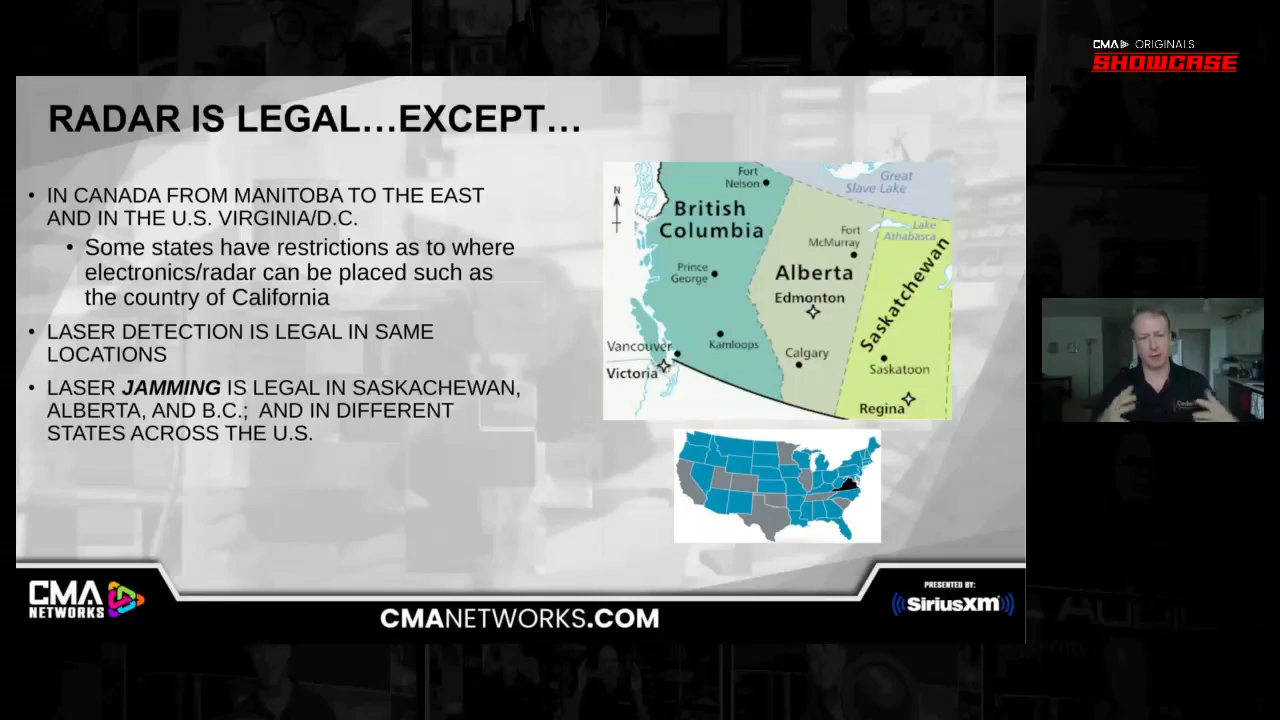 CMA ORIGINALS
SHOWCASE
RADAR IS LEGAL…EXCEPT…
• IN CANADA FROM MANITOBA TO THE EAST
AND IN THE U.S. VIRGINIA/D.C.
• Some states have restrictions as to where
electronics/radar can be placed such as
the country of California
• LASER DETECTION IS LEGAL IN SAME
LOCATIONS
• LASER JAMMING IS LEGAL IN SASKACHEWAN,
ALBERTA, AND B.C.;  AND IN DIFFERENT
STATES ACROSS THE U.S.
N
Fort
Nelson
Great
Slave Lake
British
Columbia
Lake
Athabasca
Fort
McMurray
Prince
George
Alberta
Edmonton
Saskatchewan
Vancouver
Kamloops
Calgary
Victoria
Saskatoon
Regina
CMA
NETWORKS
CMANETWORKS.COM
PRESENTED BY:
SiriusXM